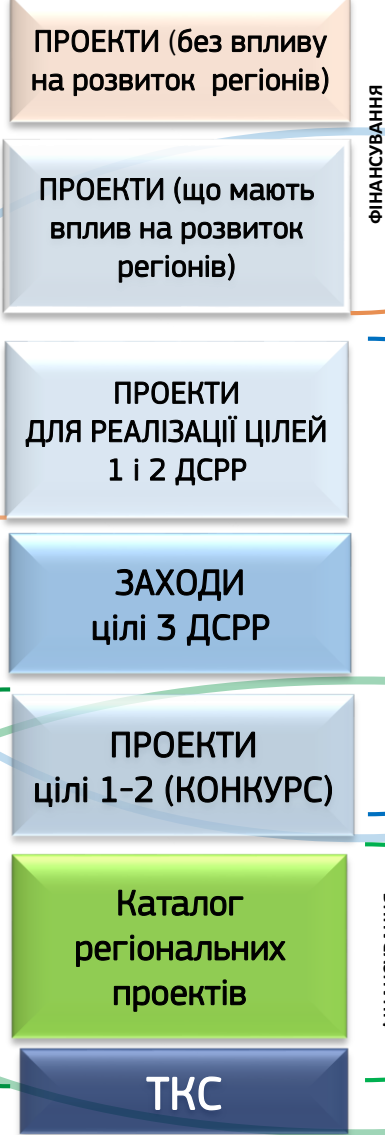 ПРОЕКТИ (без впливу
на розвиток регіонів)
ФІНАНСУВАННЯ
ПРОЕКТИ (що мають
вплив на розвиток
регіонів)
ПРОЕКТИ
ДЛЯ РЕАЛІЗАЦІЇ ЦІЛЕЙ
1 і 2 ДСРР
ЗАХОДИ
цілі 3 ДСРР
ПРОЕКТИ
цілі 1-2 (КОНКУРС)
Каталог
регіональних
проектів
ТКС